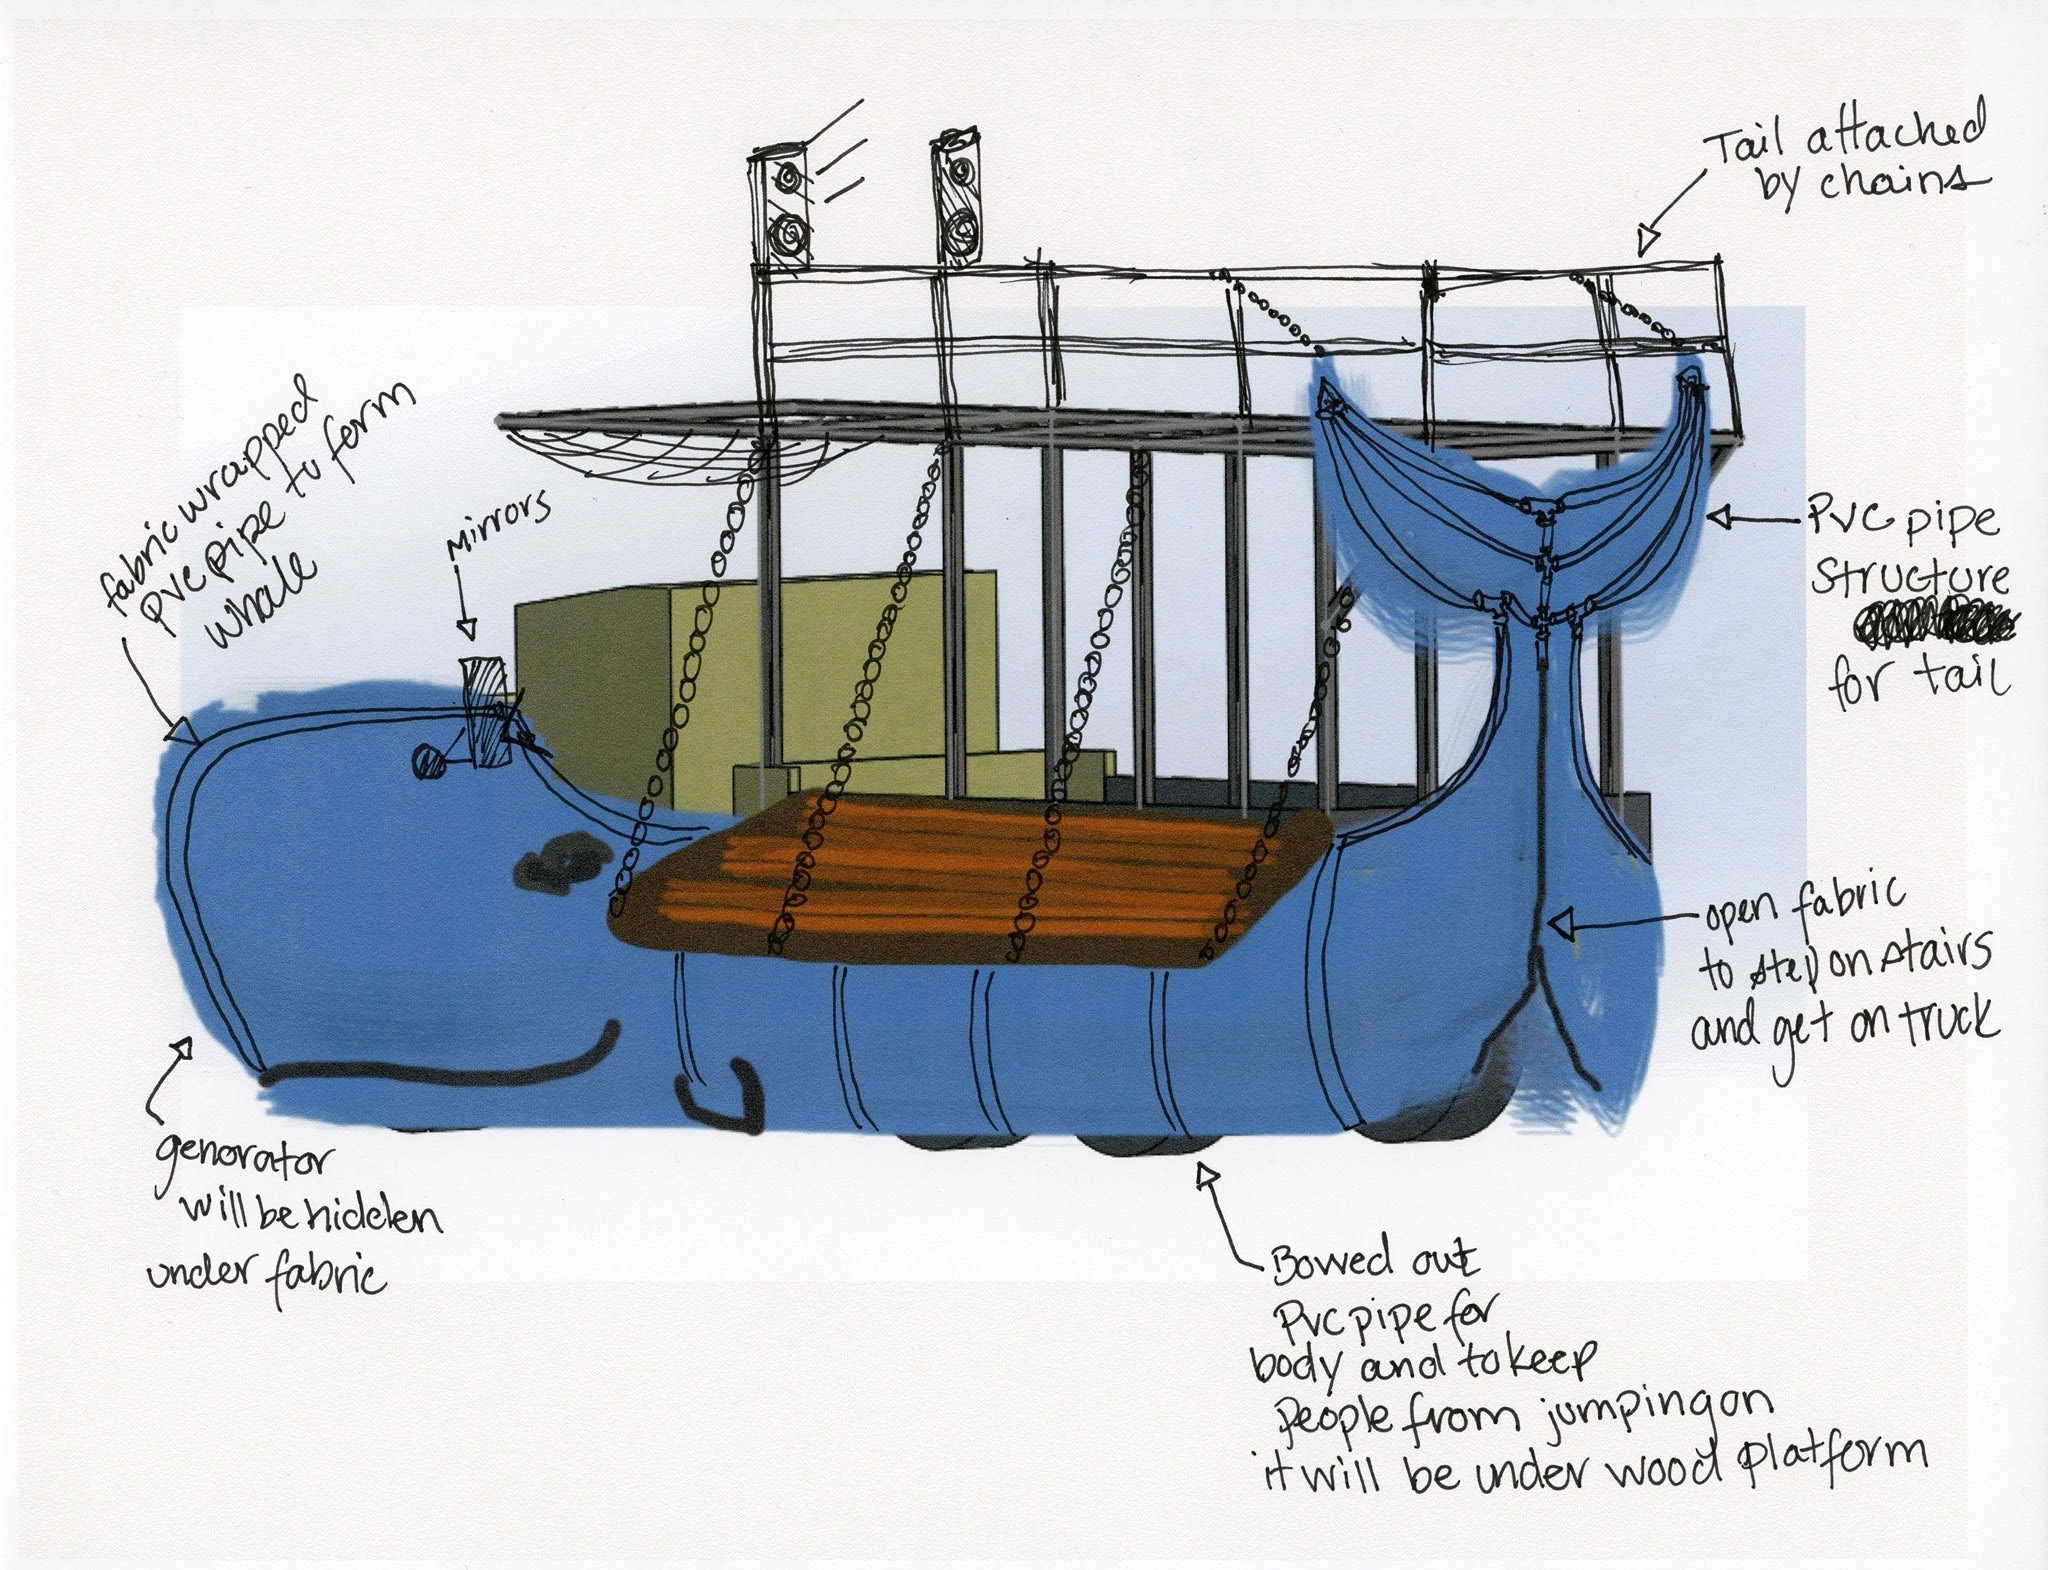 Tail attached
by chains
fabric wrapped
PVC pipe to form
whale
Mirrors
PVC pipe
structure
for tail
open fabric
to step on stairs
and get on truck
genorator
will be hidden
under fabric
Bowed out
PVC pipe for
body and to keep
people from jumping on
it will be under wood platform